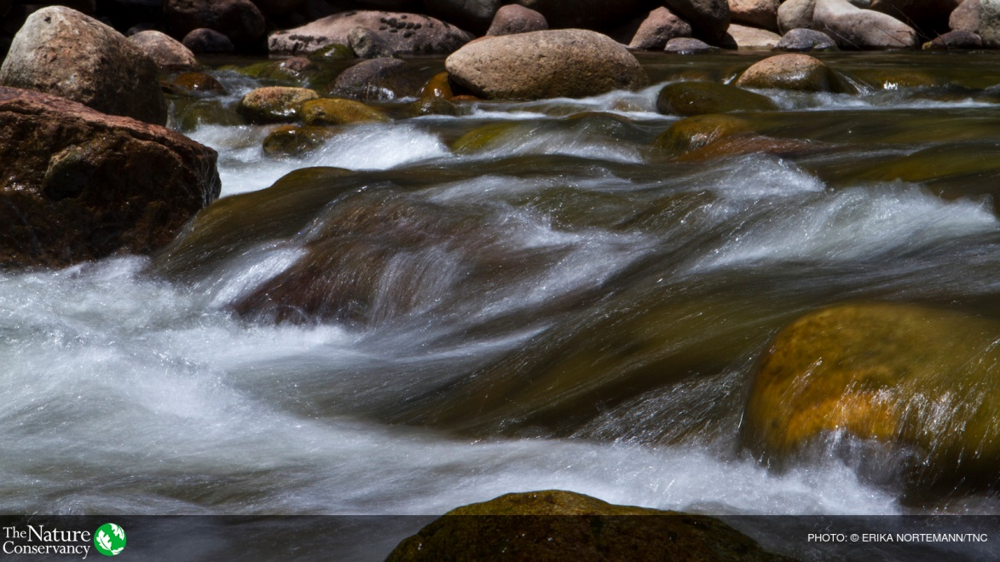 The Nature
Conservancy
PHOTO: © ERIKA NORTEMANN/TNC